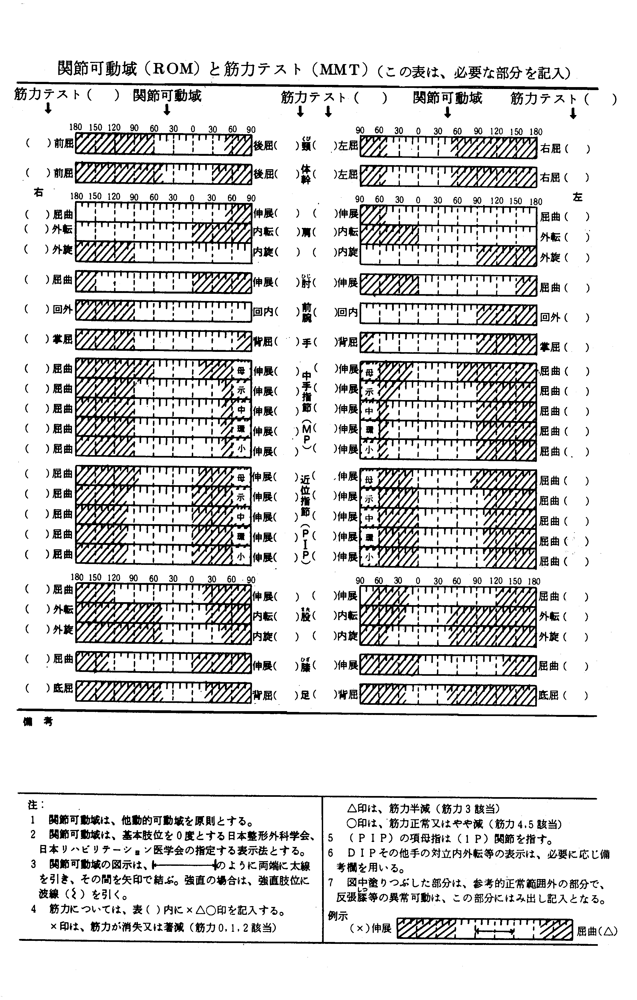 関節可動域（ROM）と筋力テスト（MMT）(この表は、必要な部分を記入)
筋力テスト（　） 関節可動域 筋力テスト（　） 関節可動域 筋力テスト（　）
180 150 120 90 60 30 0 30 60 90 90 60 30 0 30 60 90 120 150 180
（　）前屈 後屈（　）頸（　）左屈 右屈（　）
くび
（　）前屈 後屈（　）体幹（　）左屈 右屈（　）
右 左
180 150 120 90 60 30 0 30 60 90 90 60 30 0 30 60 90 120 150 180
（　）屈曲 伸展（　） （　）伸展 屈曲（　）
（　）外転 内転（　）肩（　）内転 外転（　）
（　）外旋 内旋（　） （　）内旋 外旋（　）
ひじ
（　）屈曲 伸展（　）肘（　）伸展 屈曲（　）
（　）回外 回内（　）前腕（　）回内 回外（　）
（　）掌屈 背屈（　）手（　）背屈 掌屈（　）
中手指節（MP）
（　）屈曲 母 伸展（　） （　）伸展 母 屈曲（　）
（　）屈曲 示 伸展（　） （　）伸展 示 屈曲（　）
（　）屈曲 中 伸展（　） （　）伸展 中 屈曲（　）
（　）屈曲 環 伸展（　） （　）伸展 環 屈曲（　）
（　）屈曲 小 伸展（　） （　）伸展 小 屈曲（　）
近位指節（PIP）
（　）屈曲 母 伸展（　） （　伸展 母 屈曲（　）
（　）屈曲 示 伸展（　） （　）伸展 示 屈曲（　）
（　）屈曲 中 伸展（　） （　）伸展 中 屈曲（　）
（　）屈曲 環 伸展（　） （　）伸展 環 屈曲（　）
（　）屈曲 小 伸展（　） （　）伸展 小 屈曲（　）
180 150 120 90 60 30 0 30 60 90 90 60 30 0 30 60 90 120 150 180
（　）屈曲 伸展（　） （　）伸展 屈曲（　）
また
（　）外転 内転（　）股（　）内転 外転（　）
（　）外旋 内旋（　） （　）内旋 外旋（　）
ひざ
（　）屈曲 伸展（　）膝（　）伸展 屈曲（　）
（　）底屈 背屈（　）足（　）背屈 底屈（　）
備 考
注：
1　関節可動域は、他動的可動域を原則とする。
2　関節可動域は、基本肢位を０度とする日本整形外科学会、
日本リハビリテーション医学会の指定する表示法とする。
3　関節可動域の図示は、のように両端に太線
を引き、その間を矢印で結ぶ。強直の場合は、強直肢位に
波線（⦚）を引く。
4　筋力については、表（ ）内に×△○印を記入する。
×印は、筋力が消失又は著減（筋力0,1,2該当）
△印は、筋力半減（筋力３該当）
○印は、筋力正常又はやや減（筋力4,5該当）
5　（PIP）の項母指は（1P）関節を指す。
6　DIPその他手の対立内外転等の表示は、必要に応じ備
考欄を用いる。
7　図中塗りつぶした部分は、参考的正常範囲外の部分で、
しつ
反張膝等の異常可動は、この部分にはみ出し記入となる。
例示
（×）伸展 屈曲（△）